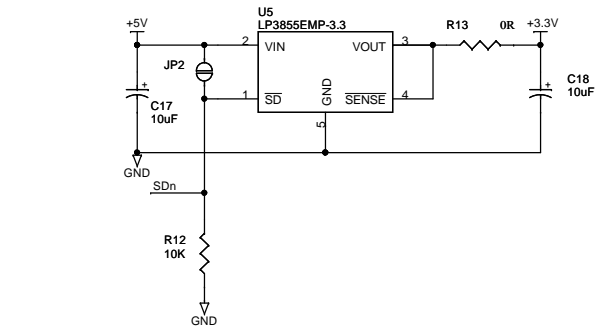 U5
LP3855EMP-3.3
+5V
R13 0R +3.3V
2 VIN VOUT 3
JP2
C17
10uF
1 SD GND SENSE 4
C18
10uF
5
GND
SDn
R12
10K
GND